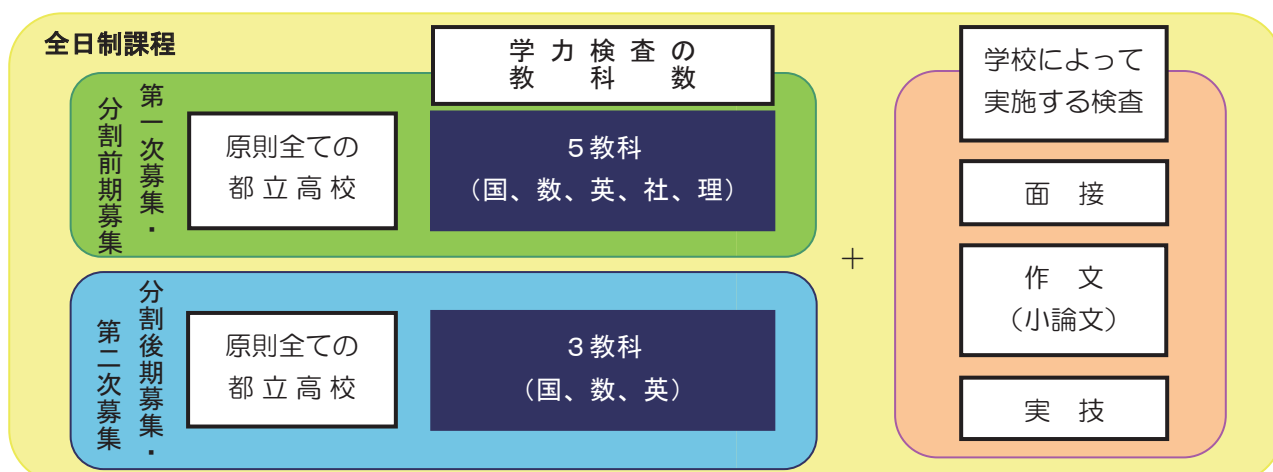 全日制課程
学力検査の
教科数
学校によって
実施する検査
第一次募集・
分割前期募集
原則全ての
都立高校
５教科
（国、数、英、社、理）
＋
面接
作文
（小論文）
実技
分割後期募集・
第二次募集
原則全ての
都立高校
３教科
（国、数、英）